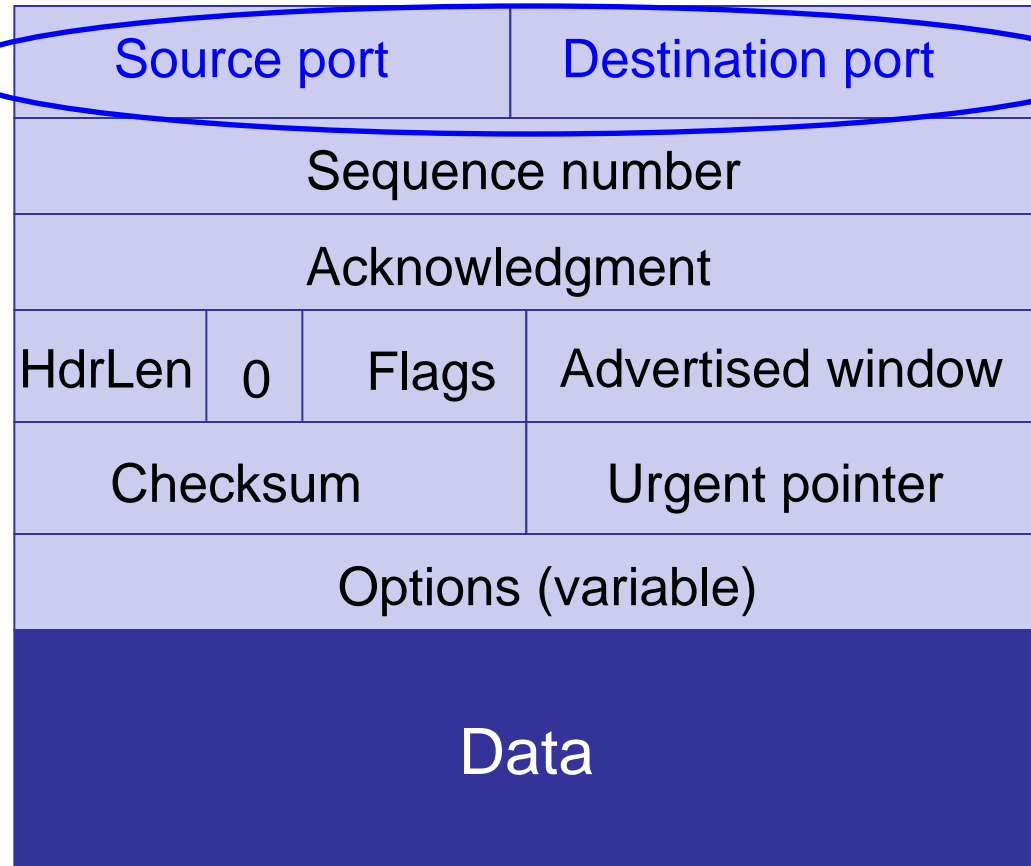 Source port Destination port
Sequence number
Acknowledgment
HdrLen 0 Flags Advertised window
Checksum Urgent pointer
Options (variable)
Data